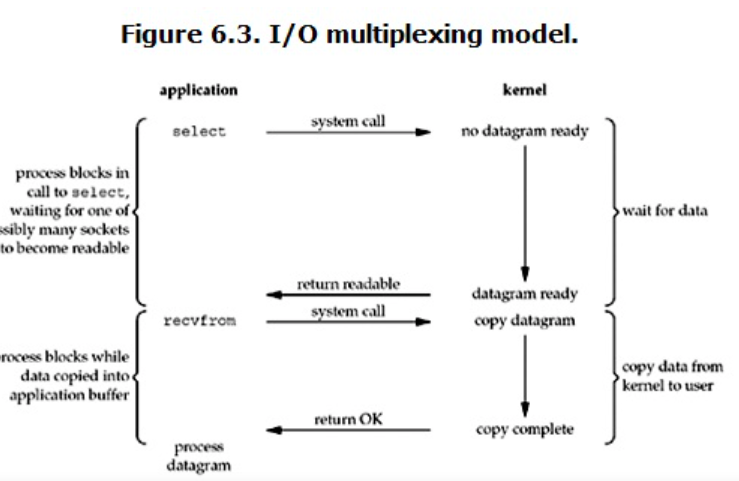 Figure 6.3. I/O multiplexing model.
application
kernel
select
system call
no datagram ready
process blocks in
call to select,
waiting for one of
ssibly many sockets
to become readable
wait for data
return readable
datagram ready
recvfrom
system call
copy datagram
rocess blocks while
data copied into
application buffer
copy data from
kernel to user
return OK
copy complete
process
datagram